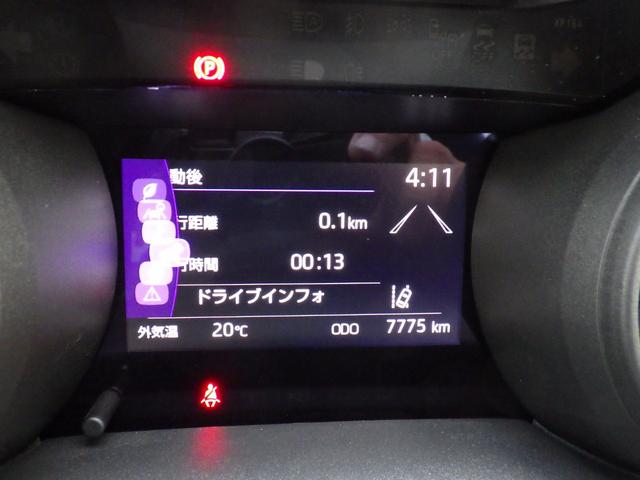 P
動後 4:11
行距離 0.1km
行時間 00:13
ドライブインフォ
外気温 20℃ ODO 7775 km